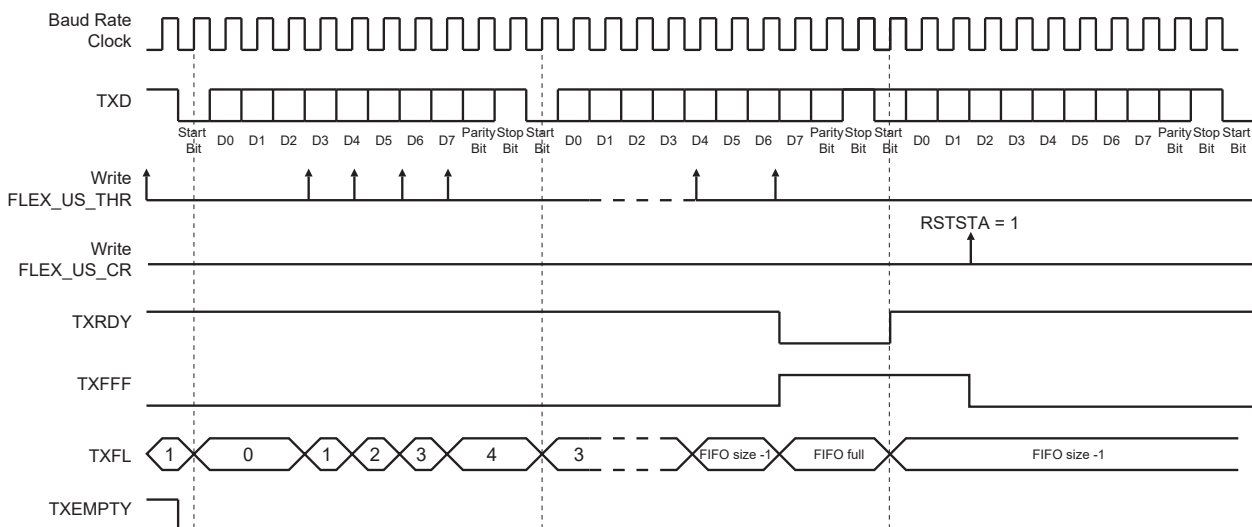 Baud Rate
Clock
TXD
Start
Bit
D0
D1
D2
D3
D4
D5
D6
D7
Parity
Bit
Stop
Bit
Start
Bit
D0
D1
D2
D3
D4
D5
D6
D7
Parity
Bit
Stop
Bit
Start
Bit
D0
D1
D2
D3
D4
D5
D6
D7
Parity
Bit
Stop
Bit
Start
Write
FLEX_US_THR
RSTSTA = 1
Write
FLEX_US_CR
TXRDY
TXFFF
TXFL
1
0
1
2
3
4
3
FIFO size -1
FIFO full
FIFO size -1
TXEMPTY